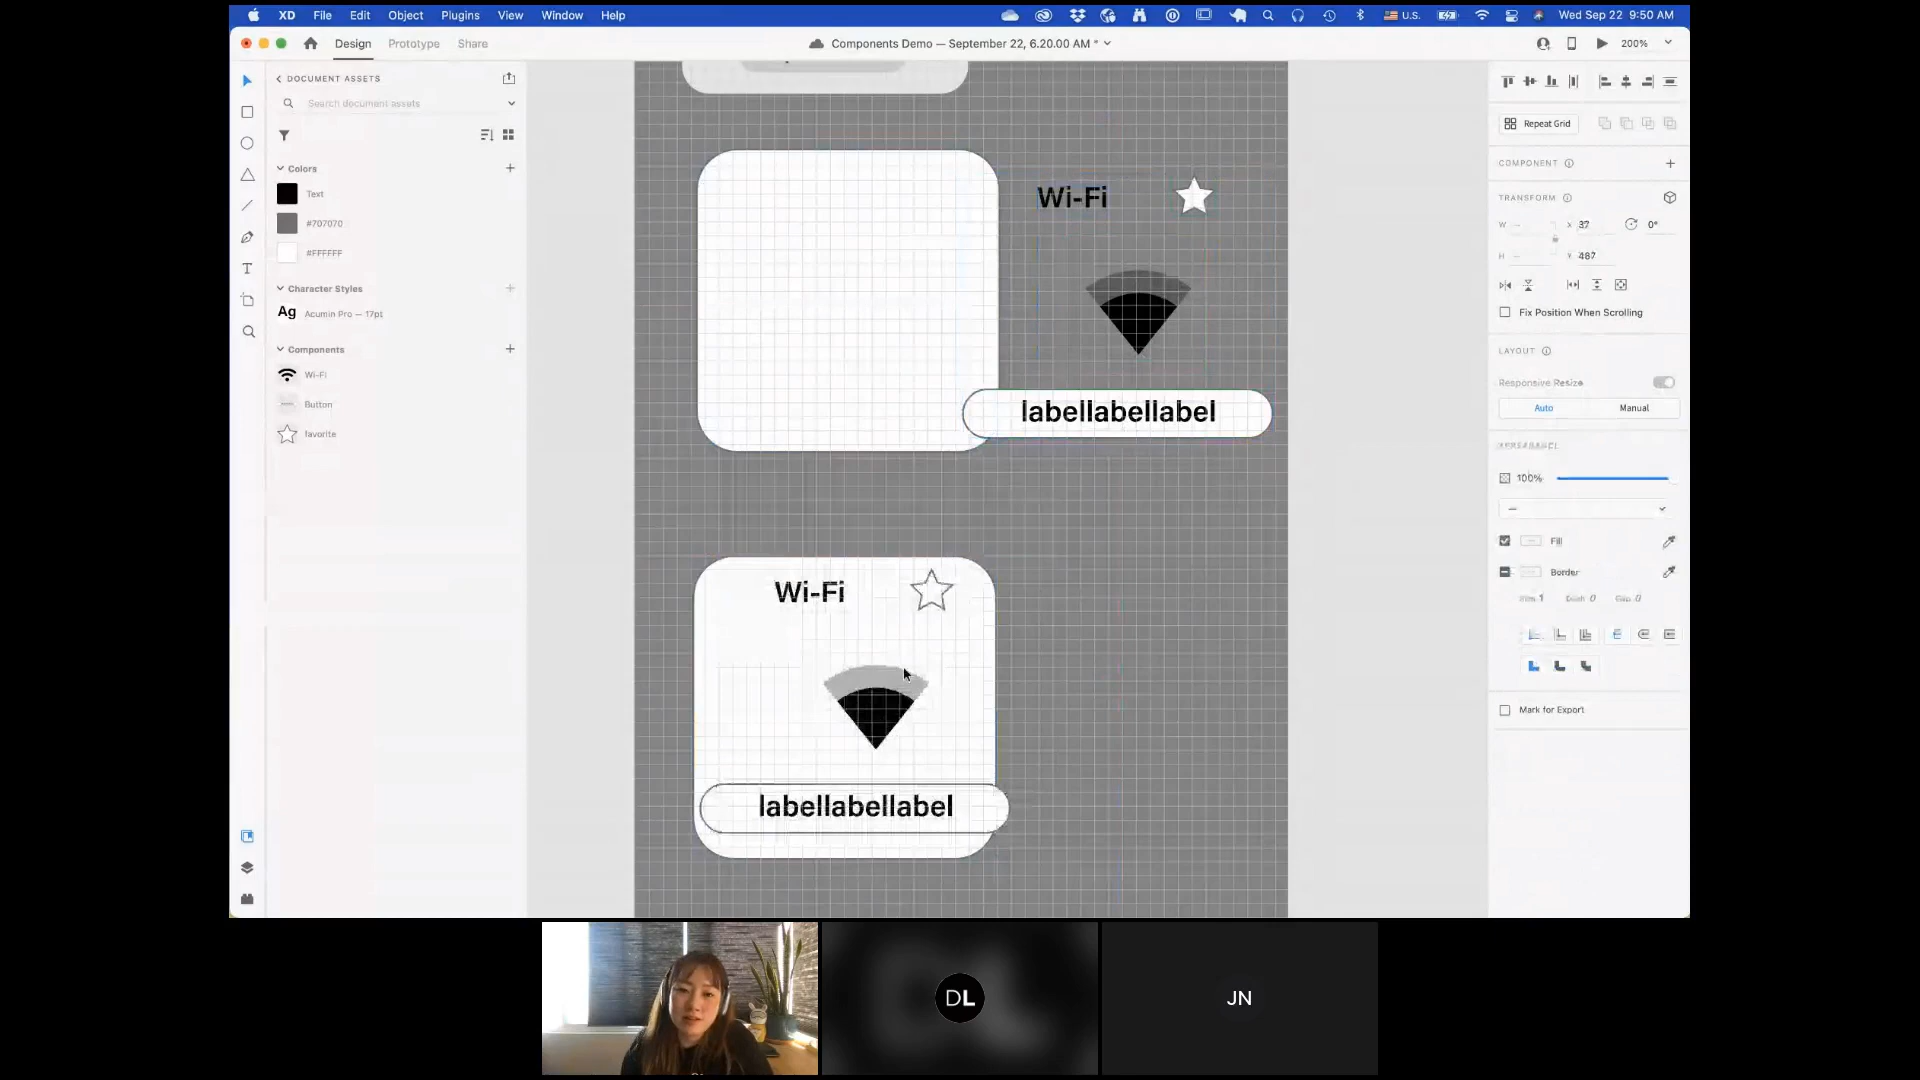 XD File Edit Object Plugins View Window Help U.S. Wed Sep 22 9:50 AM
Design Prototype Share Components Demo — September 22, 6.20.00 AM * 200%
DOCUMENT ASSETS
Search document assets
Colors
Text
#707070
#FFFFFF
Character Styles
Ag Acumin Pro — 17pt
Components
Wi-Fi
Button
favorite
Wi-Fi
labellabellabel
Wi-Fi
labellabellabel
Repeat Grid
COMPONENT
TRANSFORM
W X 37 0°
H Y 487
Fix Position When Scrolling
LAYOUT
Responsive Resize
Auto Manual
100%
Fill
Border
Mark for Export
DL
JN